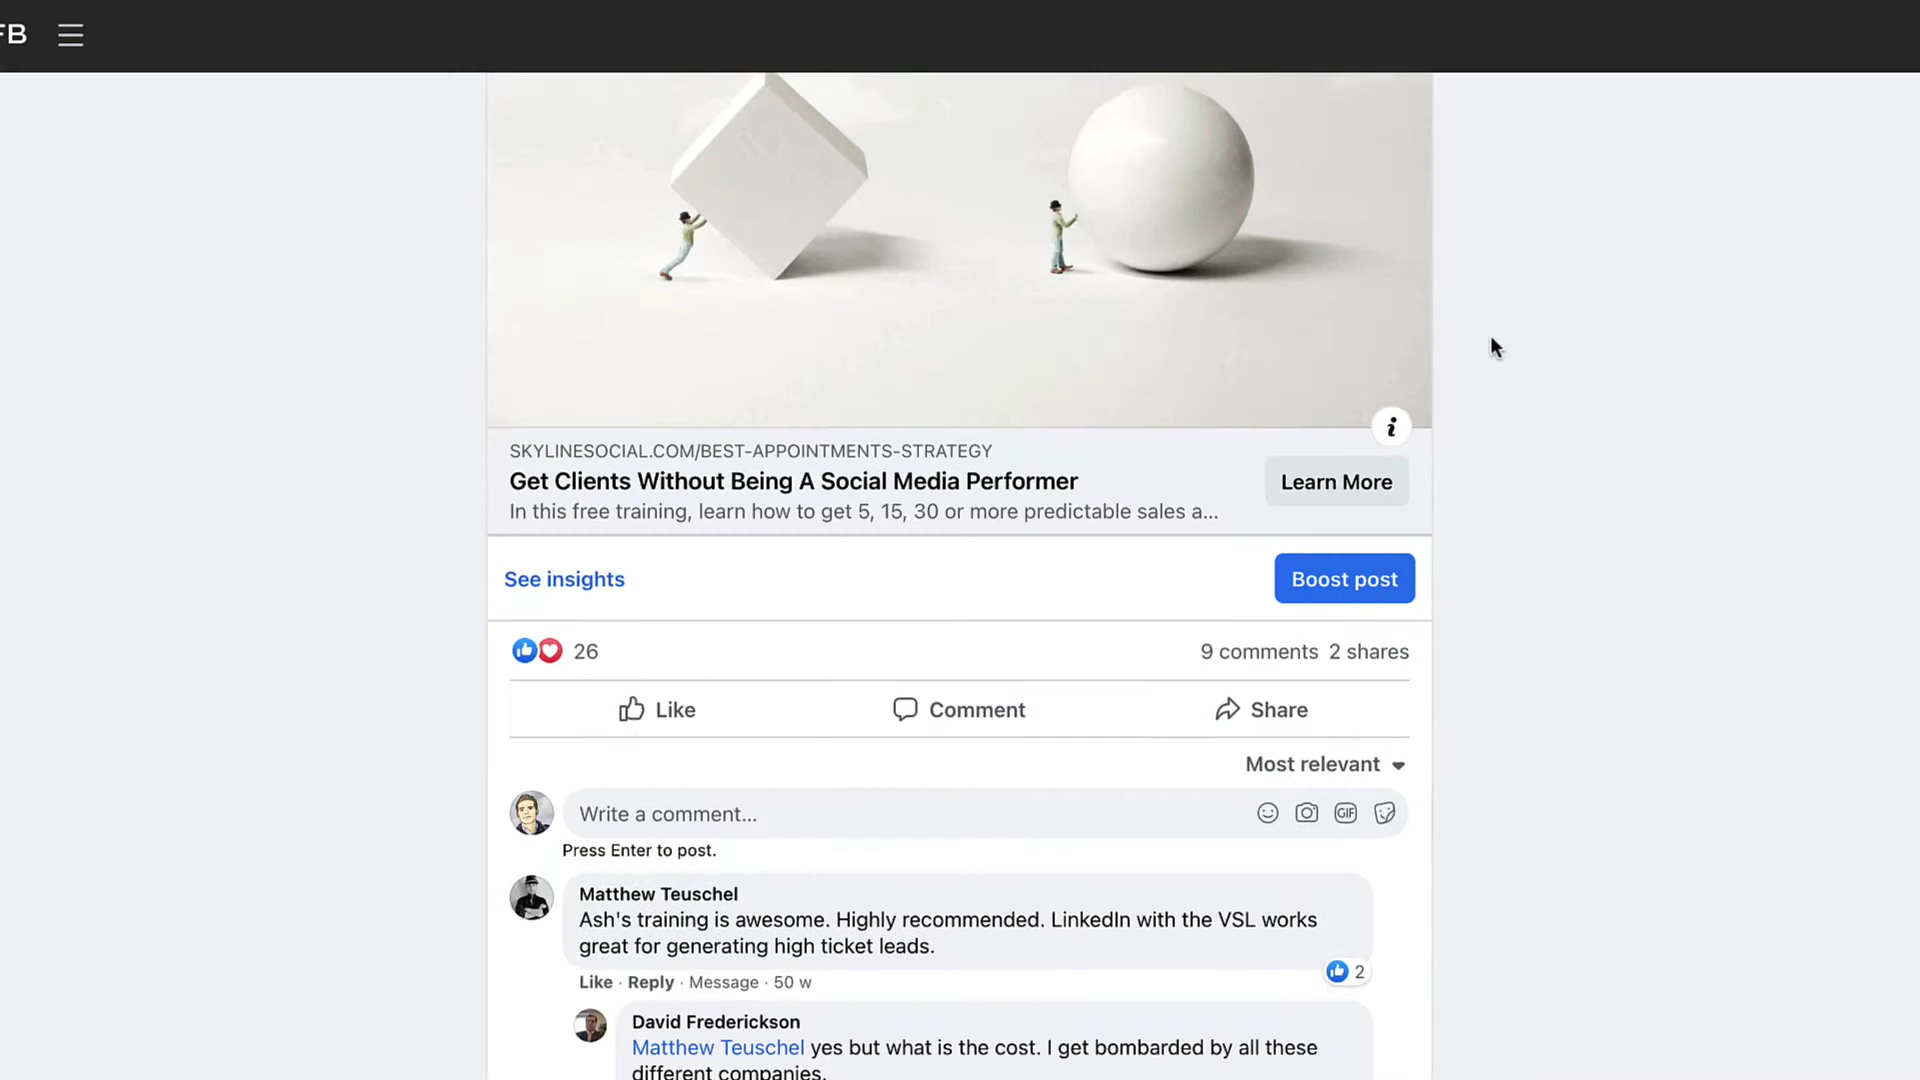 FB
SKYLINESOCIAL.COM/BEST-APPOINTMENTS-STRATEGY
Get Clients Without Being A Social Media Performer
In this free training, learn how to get 5, 15, 30 or more predictable sales a...
Learn More
See insights
Boost post
26
9 comments 2 shares
Like
Comment
Share
Most relevant
Write a comment...
GIF
Press Enter to post.
Matthew Teuschel
Ash's training is awesome. Highly recommended. LinkedIn with the VSL works
great for generating high ticket leads.
2
Like · Reply · Message · 50 w
David Frederickson
Matthew Teuschel yes but what is the cost. I get bombarded by all these
different companies.